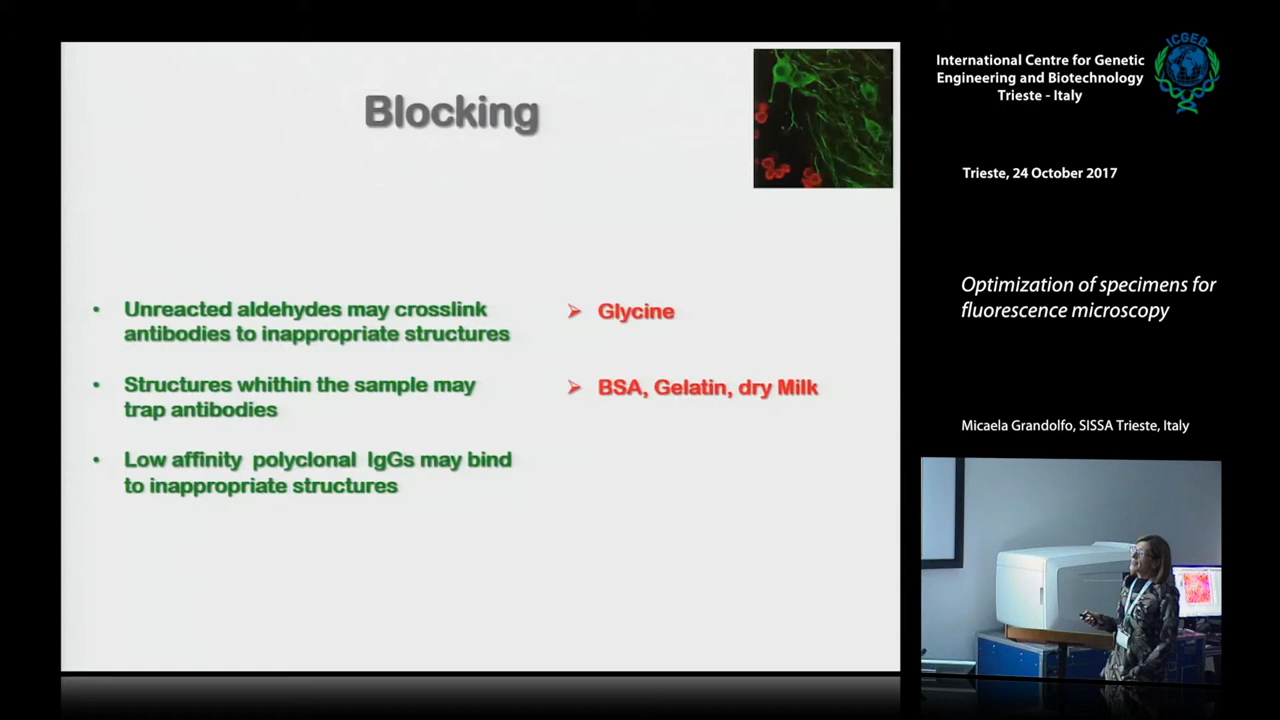 Blocking
• Unreacted aldehydes may crosslink
antibodies to inappropriate structures
➢ Glycine
• Structures whithin the sample may
trap antibodies
➢ BSA, Gelatin, dry Milk
• Low affinity polyclonal IgGs may bind
to inappropriate structures
ICGEB
International Centre for Genetic
Engineering and Biotechnology
Trieste - Italy
Trieste, 24 October 2017
Optimization of specimens for
fluorescence microscopy
Micaela Grandolfo, SISSA Trieste, Italy